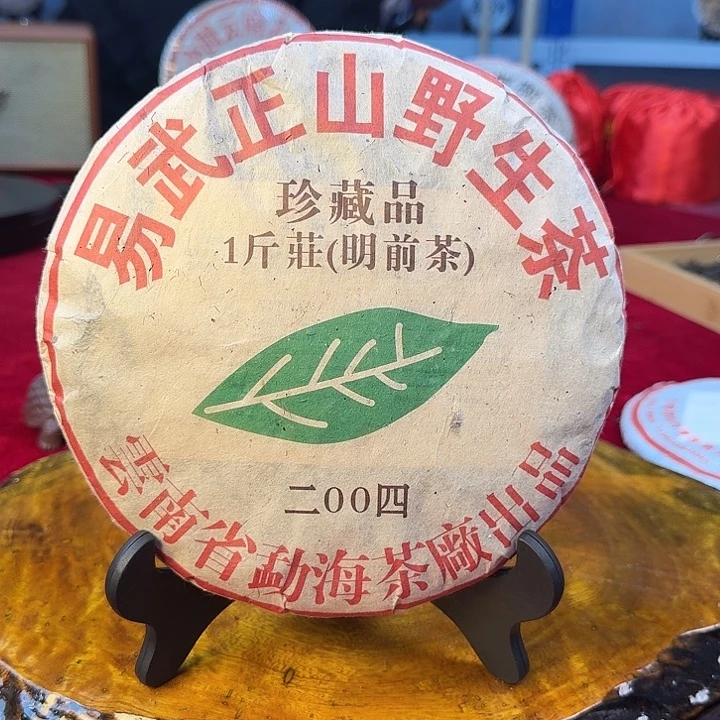 易武正山野生茶
珍藏品
1斤莊(明前茶)
二00四
雲南省勐海茶廠出品